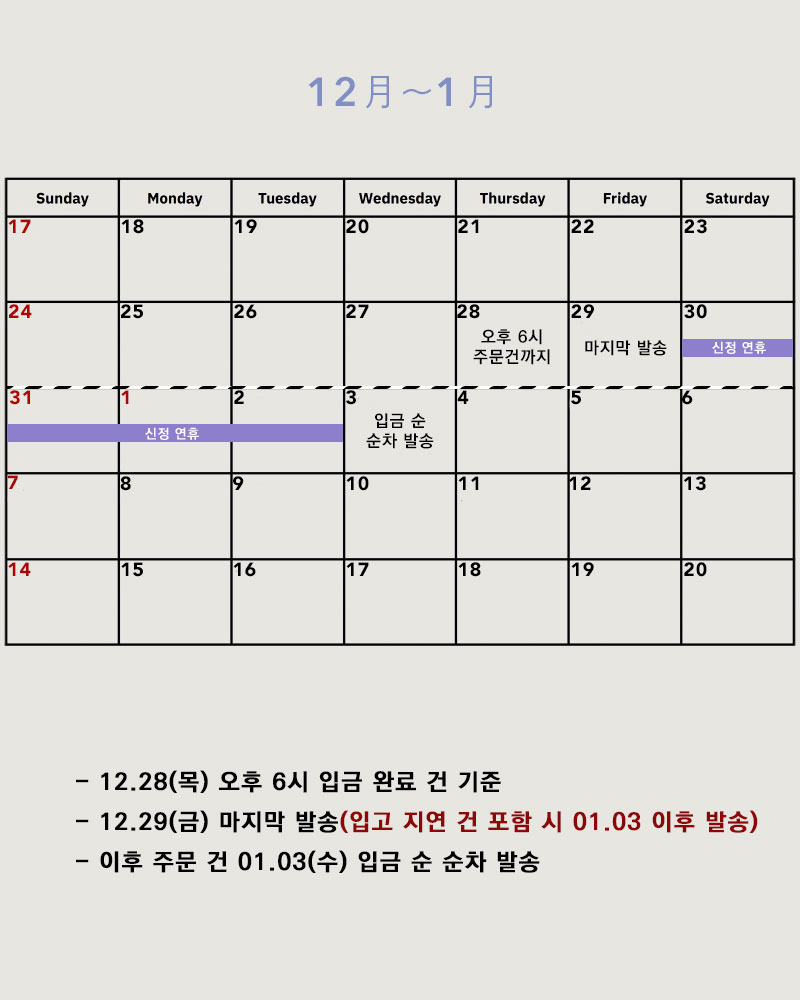 12月~1月
Sunday Monday Tuesday Wednesday Thursday Friday Saturday
17 18 19 20 21 22 23
24 25 26 27 28 29 30
오후 6시
주문건까지
마지막 발송
신정 연휴
31 1 2 3 4 5 6
신정 연휴
입금 순
순차 발송
7 8 9 10 11 12 13
14 15 16 17 18 19 20
- 12.28(목) 오후 6시 입금 완료 건 기준
- 12.29(금) 마지막 발송(입고 지연 건 포함 시 01.03 이후 발송)
- 이후 주문 건 01.03(수) 입금 순 순차 발송